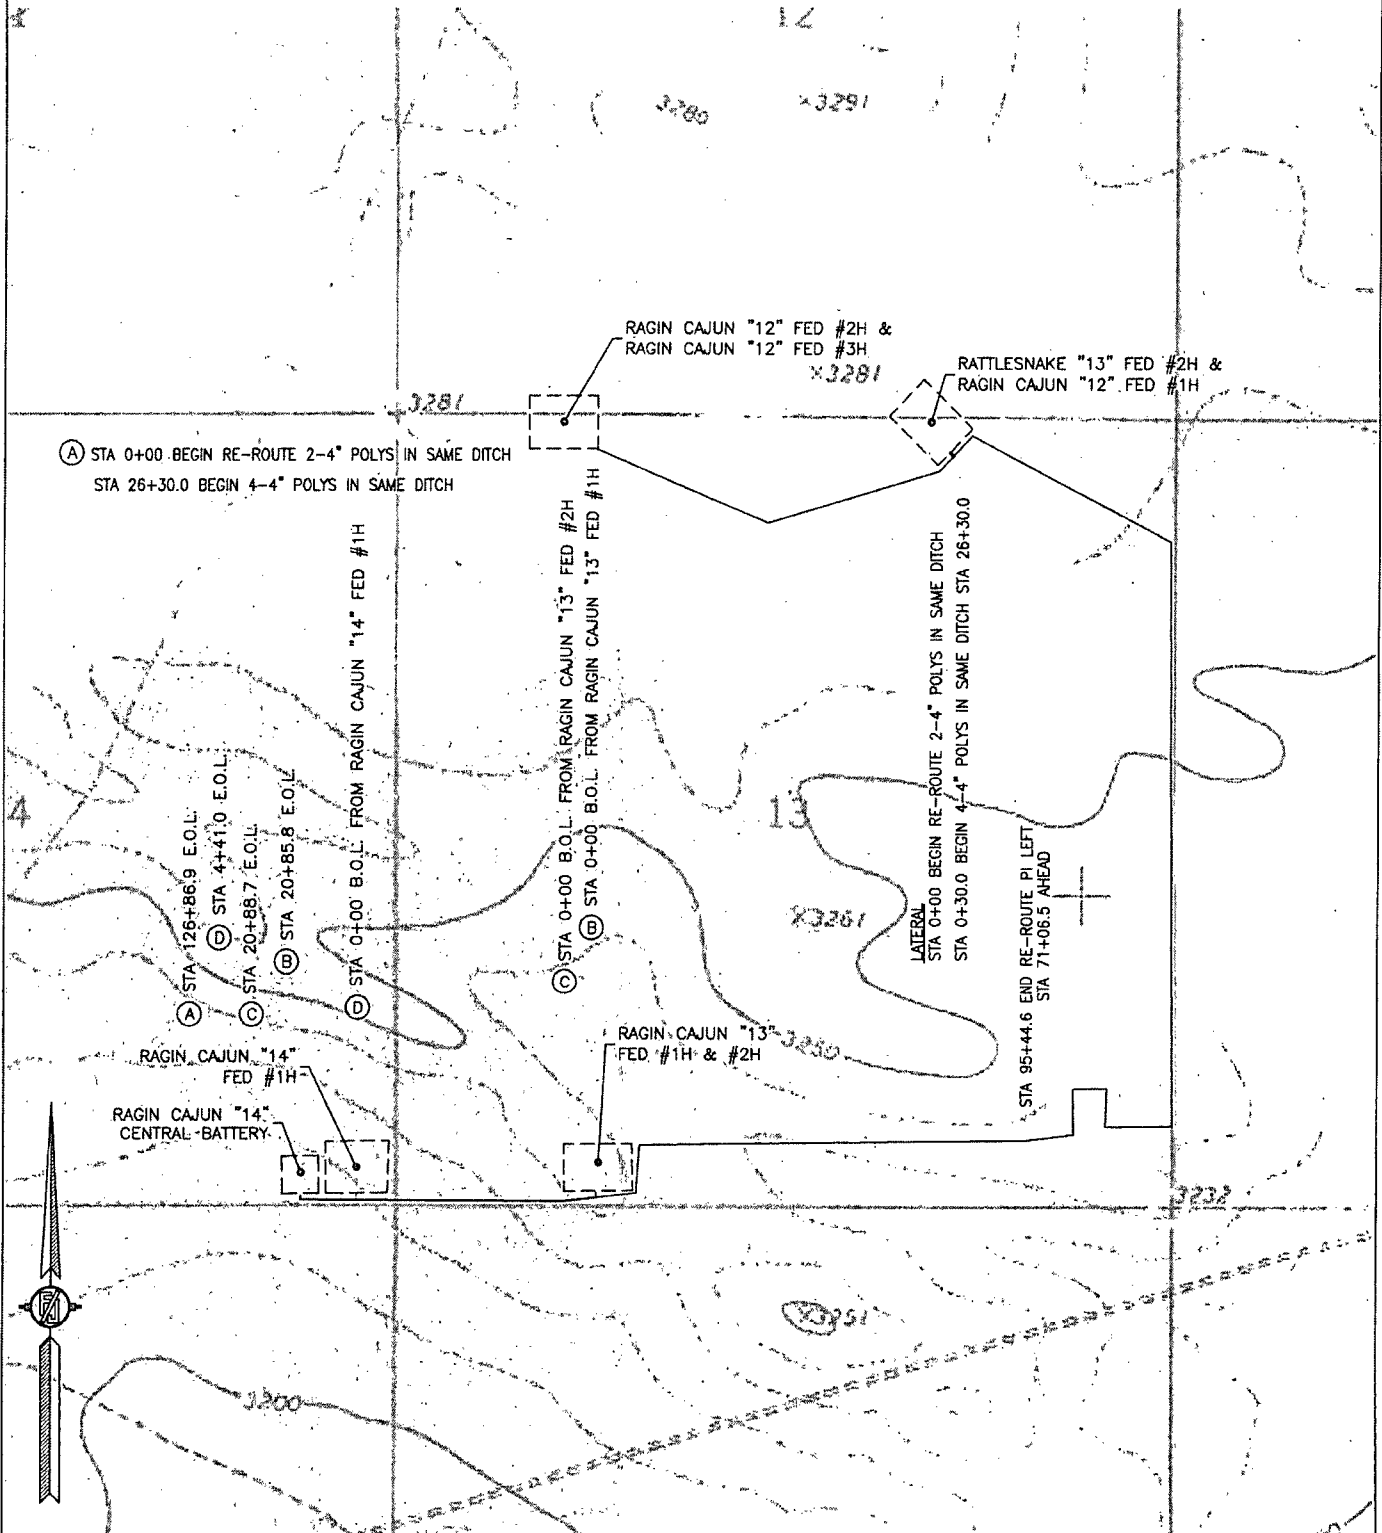 12
3280
×3291
RAGIN CAJUN "12" FED #2H &
RAGIN CAJUN "12" FED #3H
×3281
RATTLESNAKE "13" FED #2H &
RAGIN CAJUN "12" FED #1H
3281
A STA 0+00 BEGIN RE-ROUTE 2-4" POLYS IN SAME DITCH
STA 26+30.0 BEGIN 4-4" POLYS IN SAME DITCH
A STA 126+86.9 E.O.L.
D STA 4+41.0 E.O.L.
C STA 20+88.7 E.O.L.
B STA 20+85.8 E.O.L.
D STA 0+00 B.O.L. FROM RAGIN CAJUN "14" FED #1H
C STA 0+00 B.O.L. FROM RAGIN CAJUN "13" FED #2H
B STA 0+00 B.O.L. FROM RAGIN CAJUN "13" FED #1H
LATERAL
STA 0+00 BEGIN RE-ROUTE 2-4" POLYS IN SAME DITCH
STA 0+30.0 BEGIN 4-4" POLYS IN SAME DITCH STA 26+30.0
STA 95+44.6 END RE-ROUTE PI LEFT
STA 71+06.5 AHEAD
4
13
×3261
RAGIN CAJUN "14"
FED #1H
RAGIN CAJUN "13"
FED #1H & #2H
3250
RAGIN CAJUN "14"
CENTRAL BATTERY
3232
×3251
3200